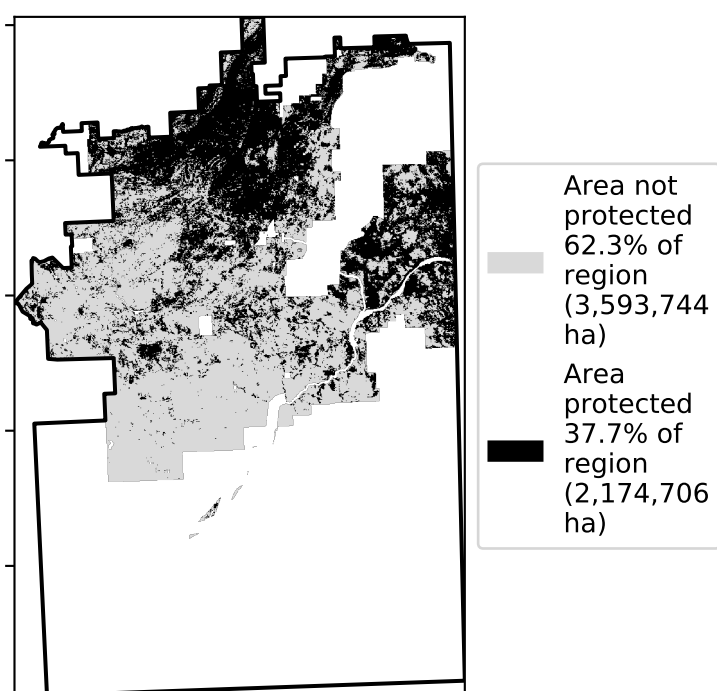 Area not
protected
62.3% of
region
(3,593,744
ha)
Area
protected
37.7% of
region
(2,174,706
ha)